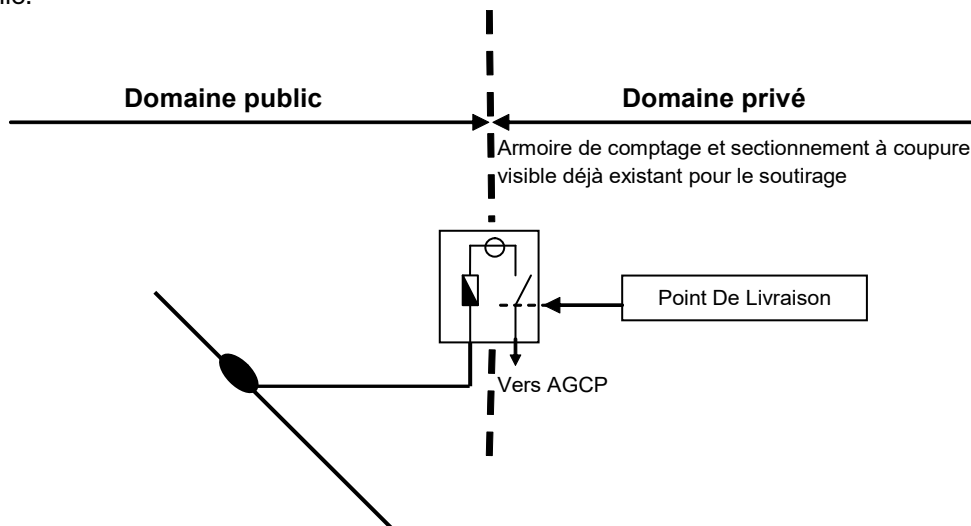 Domaine public
Domaine privé
Armoire de comptage et sectionnement à coupure
visible déjà existant pour le soutirage
Point De Livraison
Vers AGCP